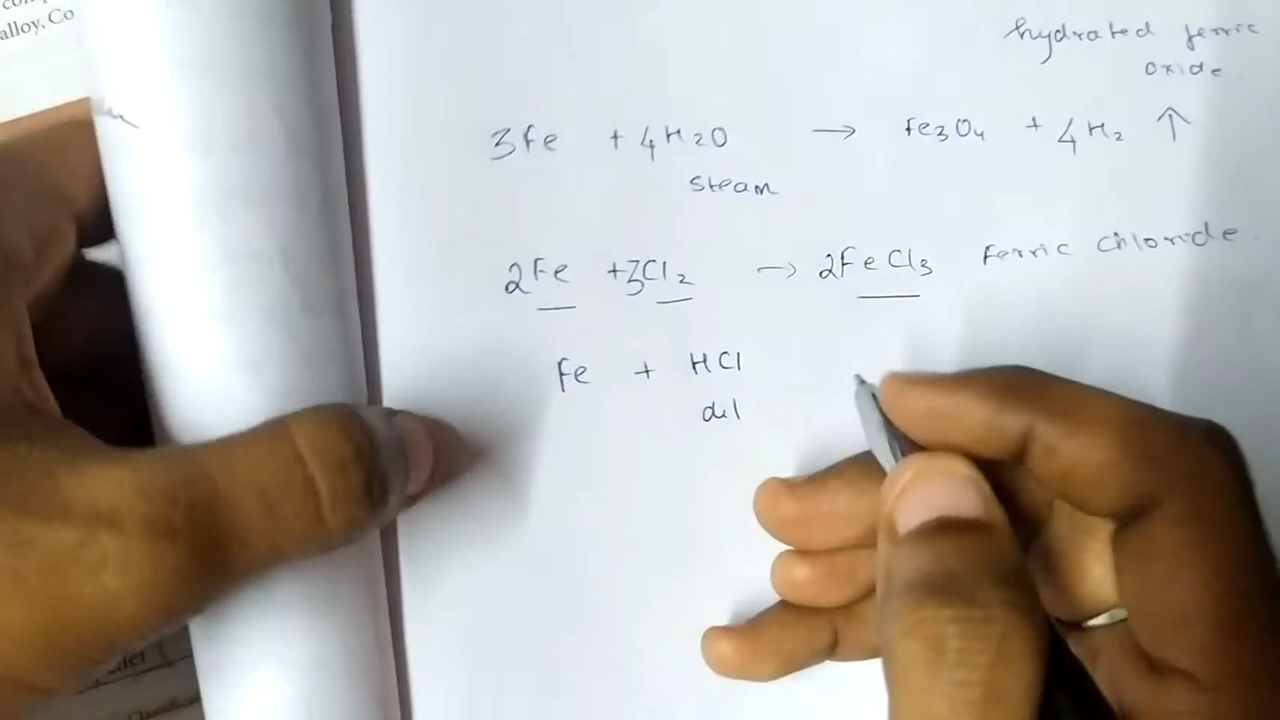 alloy, Co
hydrated ferric
oxide
3Fe + 4H2O → Fe3O4 + 4H2 ↑
steam
2Fe + 3Cl2 → 2FeCl3 Ferric Chloride
Fe + HCl
dil